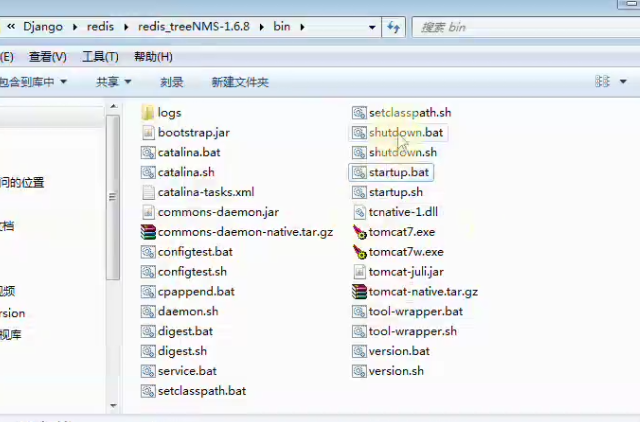 « Django ▸ redis ▸ redis_treeNMS-1.6.8 ▸ bin ▸ 搜索 bin
(E) 查看(V) 工具(T) 帮助(H)
包含到库中 ▾ 共享 ▾ 刻录 新建文件夹
logs
bootstrap.jar
catalina.bat
catalina.sh
catalina-tasks.xml
commons-daemon.jar
commons-daemon-native.tar.gz
configtest.bat
configtest.sh
cpappend.bat
daemon.sh
digest.bat
digest.sh
service.bat
setclasspath.bat
setclasspath.sh
shutdown.bat
shutdown.sh
startup.bat
startup.sh
tcnative-1.dll
tomcat7.exe
tomcat7w.exe
tomcat-juli.jar
tomcat-native.tar.gz
tool-wrapper.bat
tool-wrapper.sh
version.bat
version.sh
问的位置
文档
视频
rsion
视库